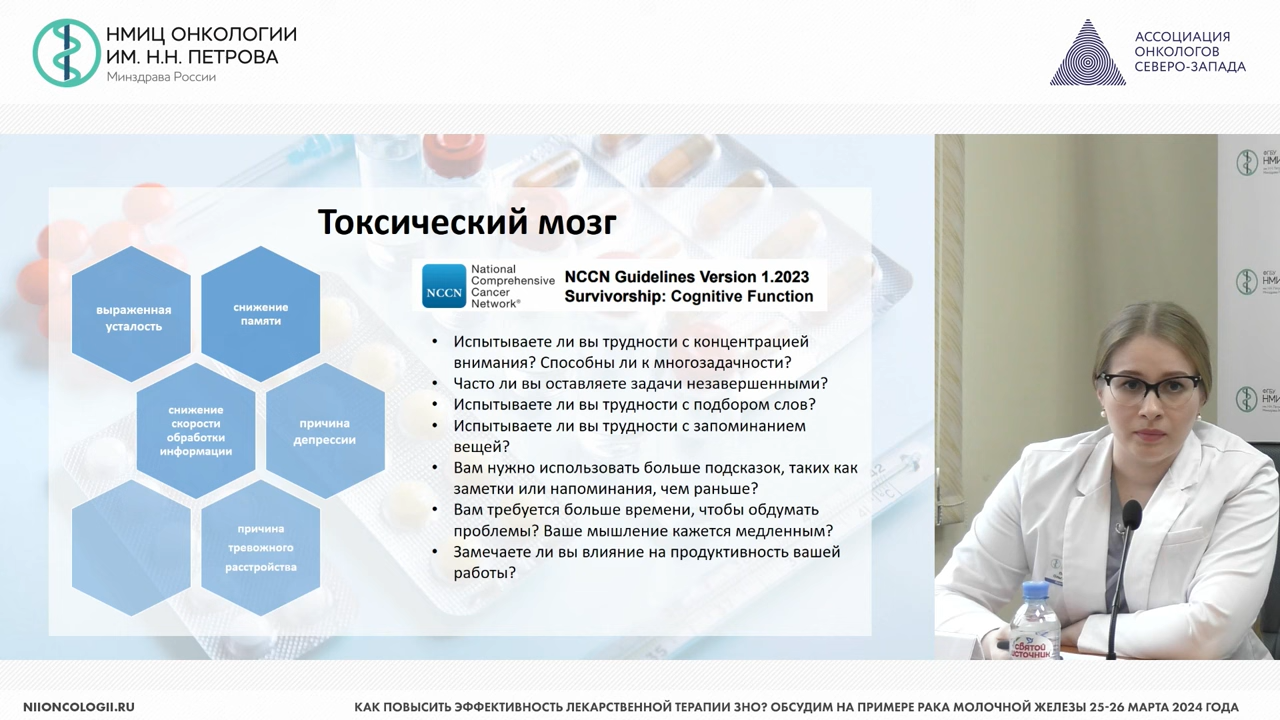 НМИЦ ОНКОЛОГИИ
ИМ. Н.Н. ПЕТРОВА
Минздрава России
АССОЦИАЦИЯ
ОНКОЛОГОВ
СЕВЕРО-ЗАПАДА
Токсический мозг
выраженная
усталость
снижение
памяти
снижение
скорости
обработки
информации
причина
депрессии
причина
тревожного
расстройства
NCCN
National
Comprehensive
Cancer
Network®
NCCN Guidelines Version 1.2023
Survivorship: Cognitive Function
• Испытываете ли вы трудности с концентрацией
внимания? Способны ли к многозадачности?
• Часто ли вы оставляете задачи незавершенными?
• Испытываете ли вы трудности с подбором слов?
• Испытываете ли вы трудности с запоминанием
вещей?
• Вам нужно использовать больше подсказок, таких как
заметки или напоминания, чем раньше?
• Вам требуется больше времени, чтобы обдумать
проблемы? Ваше мышление кажется медленным?
• Замечаете ли вы влияние на продуктивность вашей
работы?
ФГБУ
НМИ
ФГБУ
НМИ
ФГБУ
НМИ
СВЯТОЙ
ИСТОЧНИК
NIIONCOLOGII.RU
КАК ПОВЫСИТЬ ЭФФЕКТИВНОСТЬ ЛЕКАРСТВЕННОЙ ТЕРАПИИ ЗНО? ОБСУДИМ НА ПРИМЕРЕ РАКА МОЛОЧНОЙ ЖЕЛЕЗЫ 25-26 МАРТА 2024 ГОДА